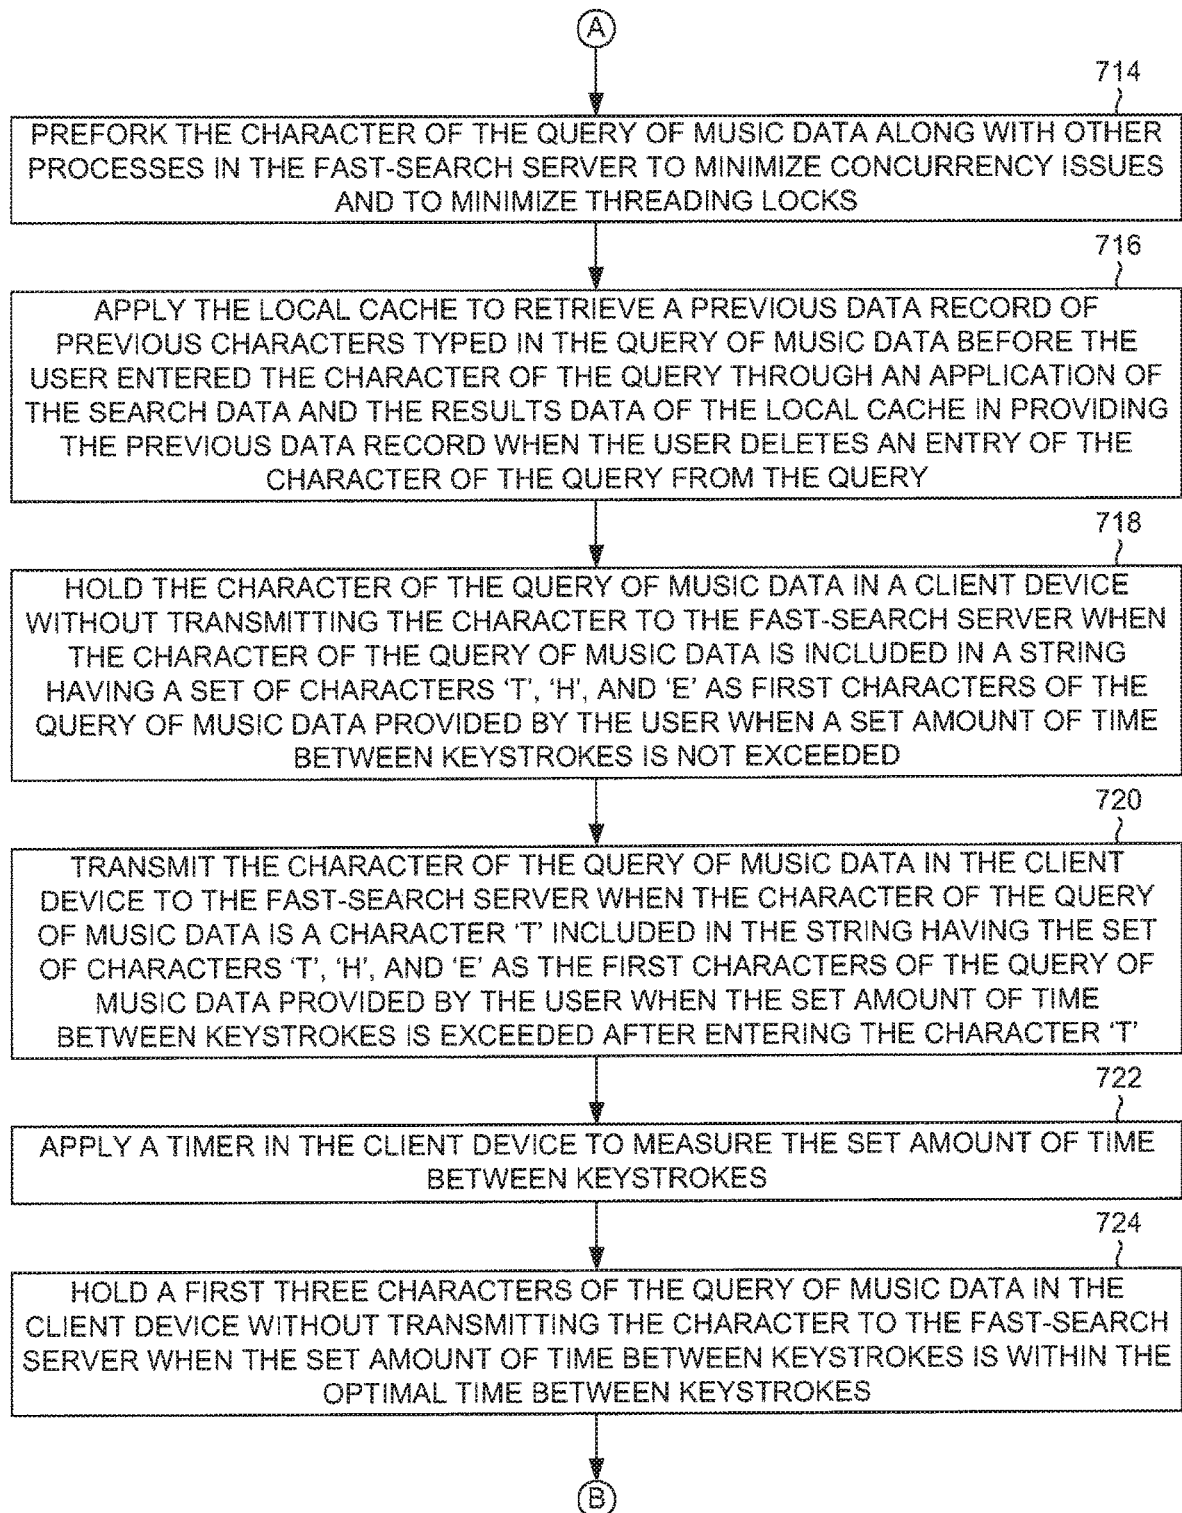 A
714
PREFORK THE CHARACTER OF THE QUERY OF MUSIC DATA ALONG WITH OTHER
PROCESSES IN THE FAST-SEARCH SERVER TO MINIMIZE CONCURRENCY ISSUES
AND TO MINIMIZE THREADING LOCKS
716
APPLY THE LOCAL CACHE TO RETRIEVE A PREVIOUS DATA RECORD OF
PREVIOUS CHARACTERS TYPED IN THE QUERY OF MUSIC DATA BEFORE THE
USER ENTERED THE CHARACTER OF THE QUERY THROUGH AN APPLICATION OF
THE SEARCH DATA AND THE RESULTS DATA OF THE LOCAL CACHE IN PROVIDING
THE PREVIOUS DATA RECORD WHEN THE USER DELETES AN ENTRY OF THE
CHARACTER OF THE QUERY FROM THE QUERY
718
HOLD THE CHARACTER OF THE QUERY OF MUSIC DATA IN A CLIENT DEVICE
WITHOUT TRANSMITTING THE CHARACTER TO THE FAST-SEARCH SERVER WHEN
THE CHARACTER OF THE QUERY OF MUSIC DATA IS INCLUDED IN A STRING
HAVING A SET OF CHARACTERS ‘T’, ‘H’, AND ‘E’ AS FIRST CHARACTERS OF THE
QUERY OF MUSIC DATA PROVIDED BY THE USER WHEN A SET AMOUNT OF TIME
BETWEEN KEYSTROKES IS NOT EXCEEDED
720
TRANSMIT THE CHARACTER OF THE QUERY OF MUSIC DATA IN THE CLIENT
DEVICE TO THE FAST-SEARCH SERVER WHEN THE CHARACTER OF THE QUERY
OF MUSIC DATA IS A CHARACTER ‘T’ INCLUDED IN THE STRING HAVING THE SET
OF CHARACTERS ‘T’, ‘H’, AND ‘E’ AS THE FIRST CHARACTERS OF THE QUERY OF
MUSIC DATA PROVIDED BY THE USER WHEN THE SET AMOUNT OF TIME
BETWEEN KEYSTROKES IS EXCEEDED AFTER ENTERING THE CHARACTER ‘T’
722
APPLY A TIMER IN THE CLIENT DEVICE TO MEASURE THE SET AMOUNT OF TIME
BETWEEN KEYSTROKES
724
HOLD A FIRST THREE CHARACTERS OF THE QUERY OF MUSIC DATA IN THE
CLIENT DEVICE WITHOUT TRANSMITTING THE CHARACTER TO THE FAST-SEARCH
SERVER WHEN THE SET AMOUNT OF TIME BETWEEN KEYSTROKES IS WITHIN THE
OPTIMAL TIME BETWEEN KEYSTROKES
B